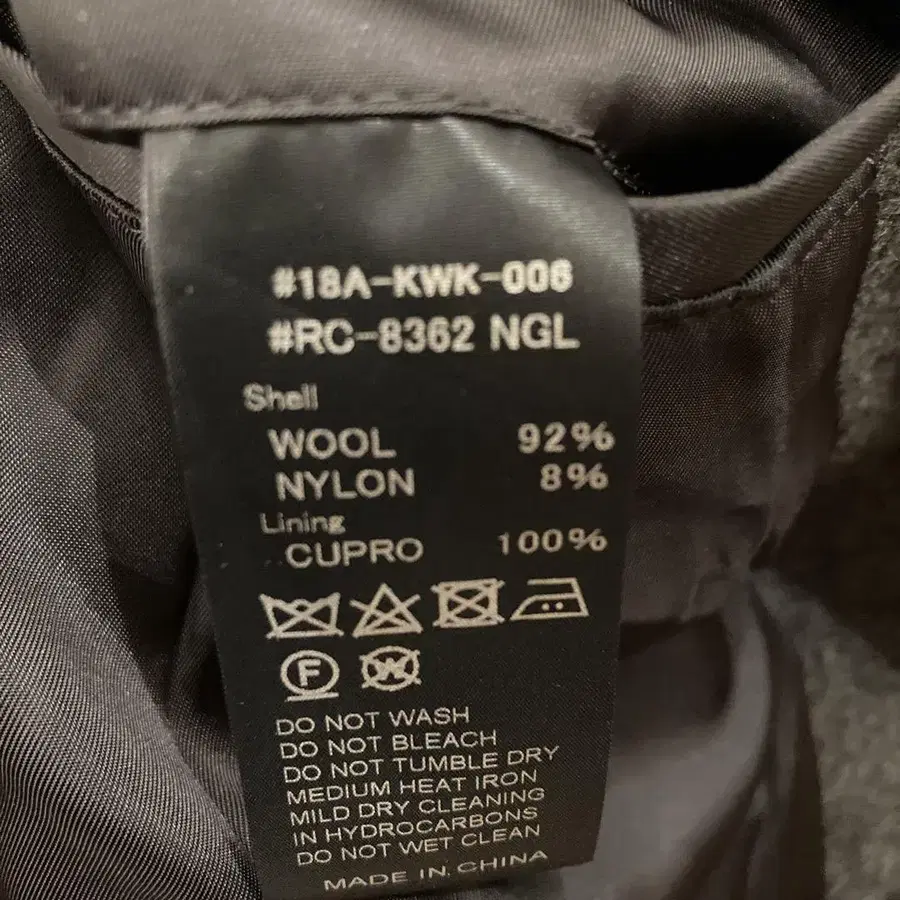 #18A-KWK-006
#RC-8362 NGL
Shell
WOOL 92%
NYLON 8%
Lining
CUPRO 100%
F W
DO NOT WASH
DO NOT BLEACH
DO NOT TUMBLE DRY
MEDIUM HEAT IRON
MILD DRY CLEANING
IN HYDROCARBONS
DO NOT WET CLEAN
MADE IN CHINA